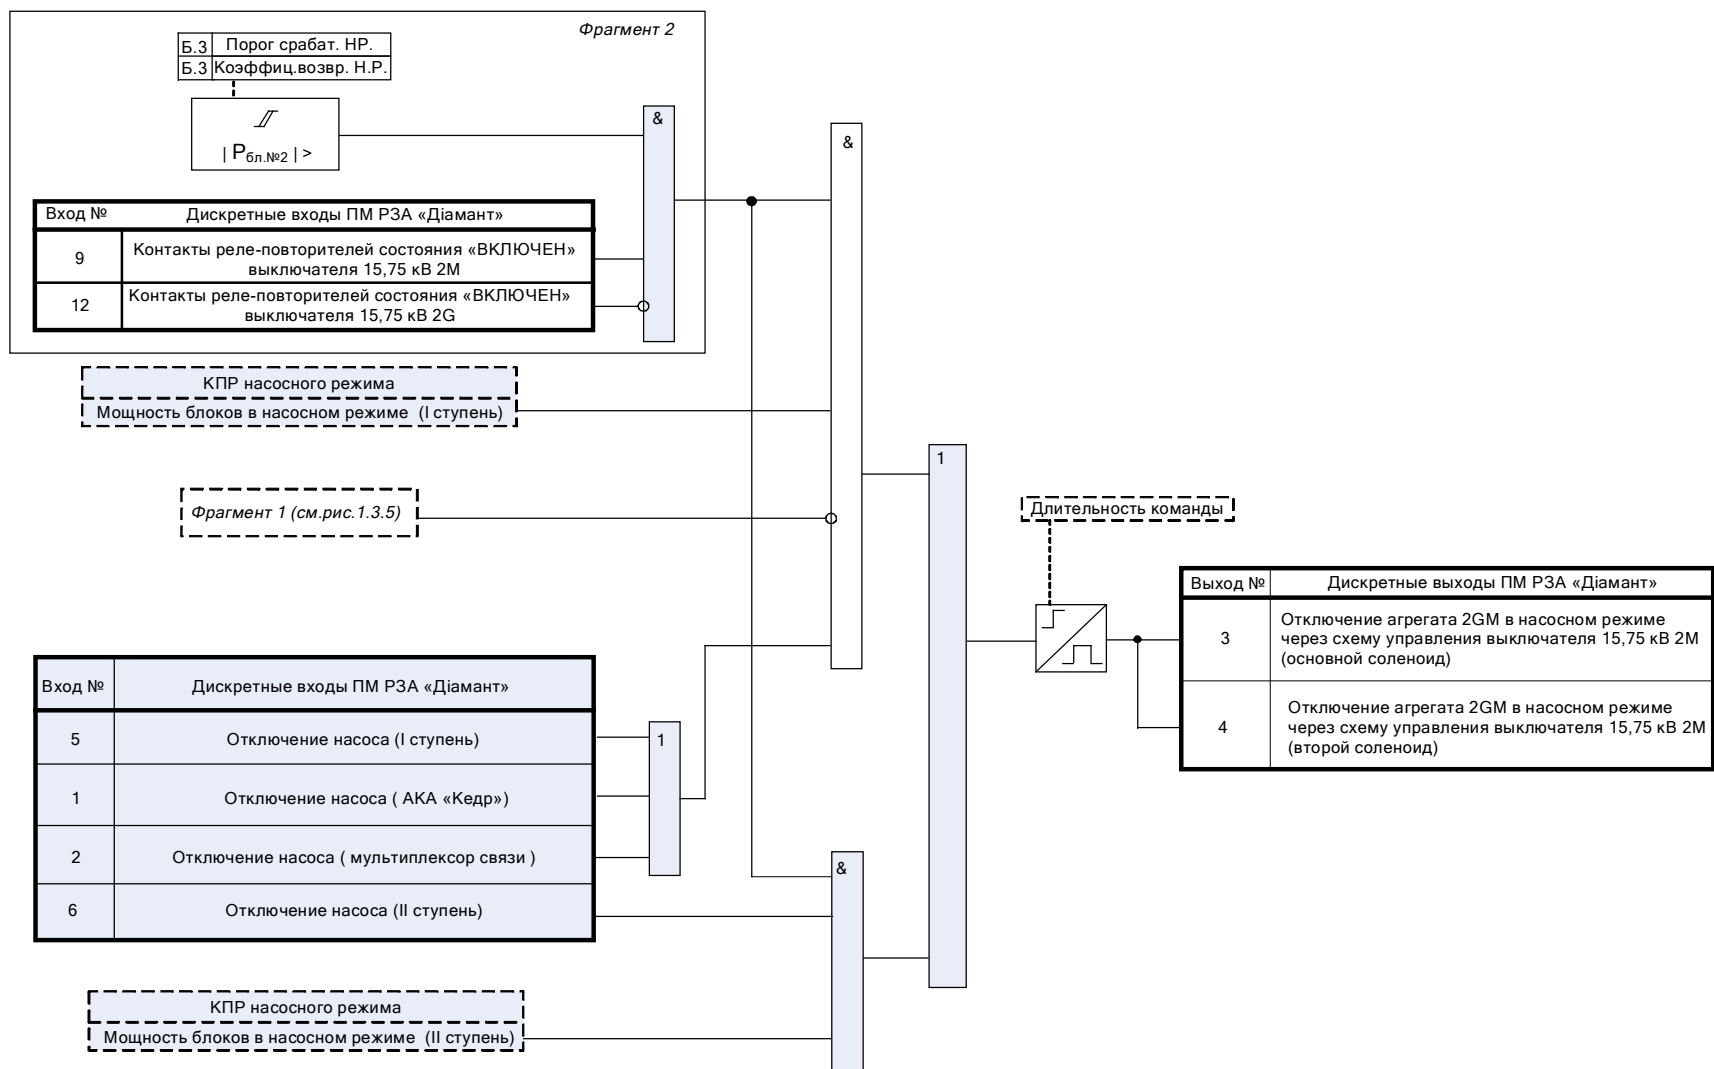 Фрагмент 2
Б.3 Порог срабат. НР.
Б.3 Коэффиц.возвр. Н.Р.
&
| Рбл.№2 | >
&
Вход № Дискретные входы ПМ РЗА «Діамант»
9 Контакты реле-повторителей состояния «ВКЛЮЧЕН»
выключателя 15,75 кВ 2М
12 Контакты реле-повторителей состояния «ВКЛЮЧЕН»
выключателя 15,75 кВ 2G
КПР насосного режима
Мощность блоков в насосном режиме (I ступень)
1
Фрагмент 1 (см.рис.1.3.5)
Длительность команды
Выход № Дискретные выходы ПМ РЗА «Діамант»
3 Отключение агрегата 2GM в насосном режиме
через схему управления выключателя 15,75 кВ 2М
(основной соленоид)
4 Отключение агрегата 2GM в насосном режиме
через схему управления выключателя 15,75 кВ 2М
(второй соленоид)
Вход № Дискретные входы ПМ РЗА «Діамант»
5 Отключение насоса (I ступень)
1
1 Отключение насоса ( АКА «Кедр»)
2 Отключение насоса ( мультиплексор связи )
&
6 Отключение насоса (II ступень)
КПР насосного режима
Мощность блоков в насосном режиме (II ступень)